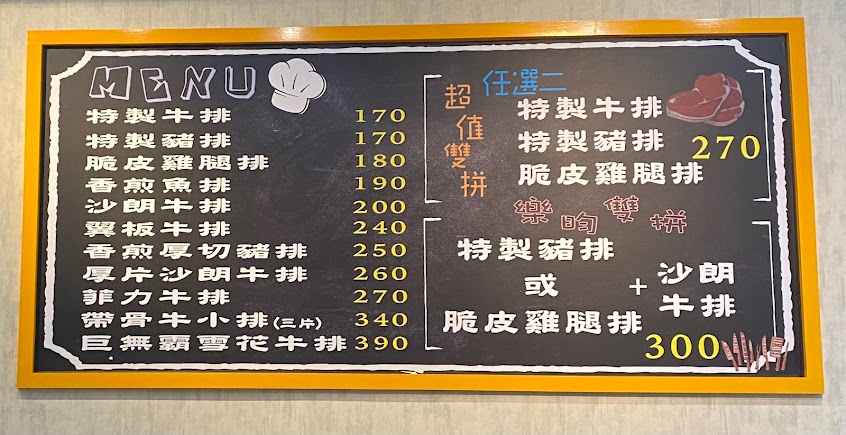 MENU
特製牛排 170
特製豬排 170
脆皮雞腿排 180
香煎魚排 190
沙朗牛排 200
翼板牛排 240
香煎厚切豬排 250
厚片沙朗牛排 260
菲力牛排 270
帶骨牛小排(三片) 340
巨無霸雪花牛排 390
超值雙拼
任選二
特製牛排
特製豬排
脆皮雞腿排
270
樂昀雙拼
特製豬排
或
脆皮雞腿排
+
沙朗
牛排
300